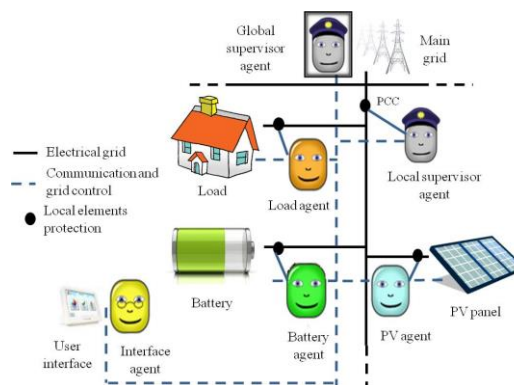 Global
supervisor
agent
Main
grid
PCC
Electrical grid
Communication and
grid control
Local elements
protection
Load
Load agent
Local supervisor
agent
Battery
Battery
agent
PV agent
PV panel
User
interface
Interface
agent